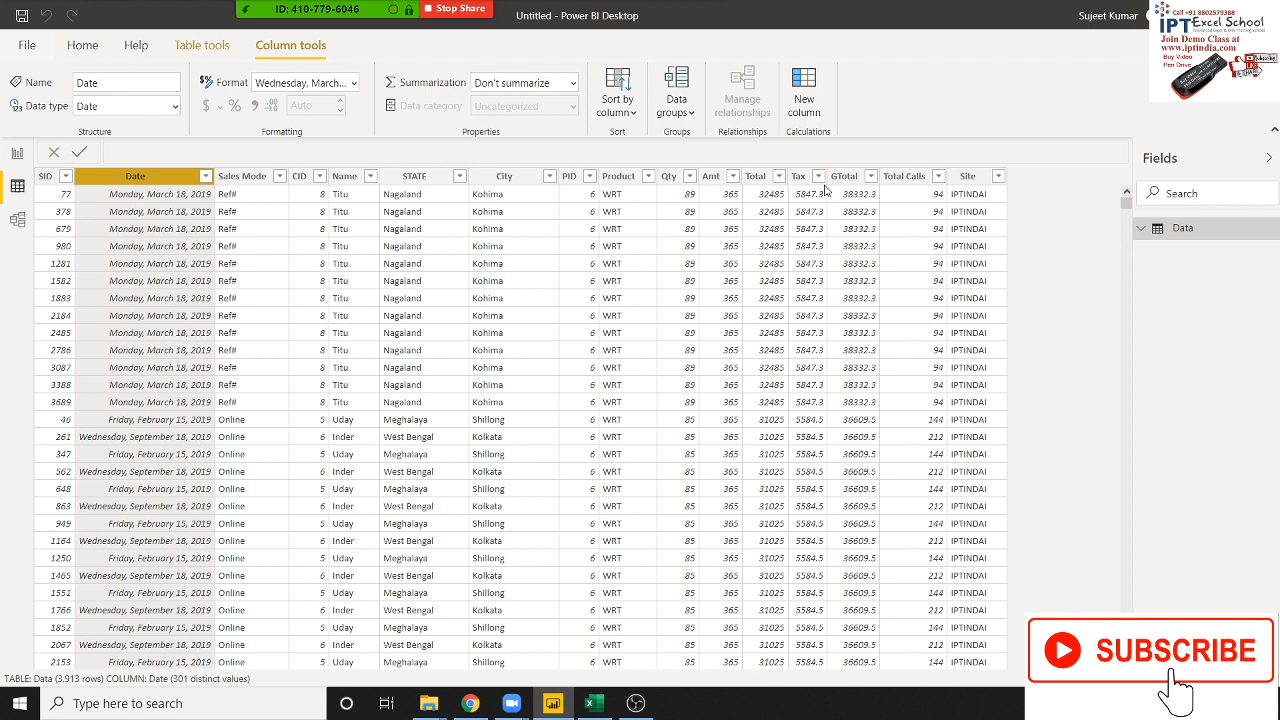 ID: 410-779-6046 Stop Share
Untitled - Power BI Desktop
Sujeet Kumar
Call +91 8802579388
IPT Excel School
Advanced Excel & MIS Training School
Join Demo Class at
www.iptindia.com
Buy Video
Pen Drive
File Home Help Table tools Column tools
Name Date
Data type Date
Structure
Format Wednesday, March...
$ % Auto
Formatting
Summarization Don't summarize
Data category Uncategorized
Properties
Sort by column
Sort
Data groups
Groups
Manage relationships
Relationships
New column
Calculations
Fields
Search
Data
SID Date Sales Mode CID Name STATE City PID Product Qty Amt Total Tax GTotal Total Calls Site
77 Monday, March 18, 2019 Ref# 8 Titu Nagaland Kohima 6 WRT 89 365 32485 5847.3 38332.3 94 IPTINDAI
378 Monday, March 18, 2019 Ref# 8 Titu Nagaland Kohima 6 WRT 89 365 32485 5847.3 38332.3 94 IPTINDAI
679 Monday, March 18, 2019 Ref# 8 Titu Nagaland Kohima 6 WRT 89 365 32485 5847.3 38332.3 94 IPTINDAI
980 Monday, March 18, 2019 Ref# 8 Titu Nagaland Kohima 6 WRT 89 365 32485 5847.3 38332.3 94 IPTINDAI
1281 Monday, March 18, 2019 Ref# 8 Titu Nagaland Kohima 6 WRT 89 365 32485 5847.3 38332.3 94 IPTINDAI
1582 Monday, March 18, 2019 Ref# 8 Titu Nagaland Kohima 6 WRT 89 365 32485 5847.3 38332.3 94 IPTINDAI
1883 Monday, March 18, 2019 Ref# 8 Titu Nagaland Kohima 6 WRT 89 365 32485 5847.3 38332.3 94 IPTINDAI
2184 Monday, March 18, 2019 Ref# 8 Titu Nagaland Kohima 6 WRT 89 365 32485 5847.3 38332.3 94 IPTINDAI
2485 Monday, March 18, 2019 Ref# 8 Titu Nagaland Kohima 6 WRT 89 365 32485 5847.3 38332.3 94 IPTINDAI
2786 Monday, March 18, 2019 Ref# 8 Titu Nagaland Kohima 6 WRT 89 365 32485 5847.3 38332.3 94 IPTINDAI
3087 Monday, March 18, 2019 Ref# 8 Titu Nagaland Kohima 6 WRT 89 365 32485 5847.3 38332.3 94 IPTINDAI
3388 Monday, March 18, 2019 Ref# 8 Titu Nagaland Kohima 6 WRT 89 365 32485 5847.3 38332.3 94 IPTINDAI
3689 Monday, March 18, 2019 Ref# 8 Titu Nagaland Kohima 6 WRT 89 365 32485 5847.3 38332.3 94 IPTINDAI
46 Friday, February 15, 2019 Online 5 Uday Meghalaya Shillong 6 WRT 85 365 31025 5584.5 36609.5 144 IPTINDAI
261 Wednesday, September 18, 2019 Online 6 Inder West Bengal Kolkata 6 WRT 85 365 31025 5584.5 36609.5 212 IPTINDAI
347 Friday, February 15, 2019 Online 5 Uday Meghalaya Shillong 6 WRT 85 365 31025 5584.5 36609.5 144 IPTINDAI
562 Wednesday, September 18, 2019 Online 6 Inder West Bengal Kolkata 6 WRT 85 365 31025 5584.5 36609.5 212 IPTINDAI
648 Friday, February 15, 2019 Online 5 Uday Meghalaya Shillong 6 WRT 85 365 31025 5584.5 36609.5 144 IPTINDAI
863 Wednesday, September 18, 2019 Online 6 Inder West Bengal Kolkata 6 WRT 85 365 31025 5584.5 36609.5 212 IPTINDAI
949 Friday, February 15, 2019 Online 5 Uday Meghalaya Shillong 6 WRT 85 365 31025 5584.5 36609.5 144 IPTINDAI
1164 Wednesday, September 18, 2019 Online 6 Inder West Bengal Kolkata 6 WRT 85 365 31025 5584.5 36609.5 212 IPTINDAI
1250 Friday, February 15, 2019 Online 5 Uday Meghalaya Shillong 6 WRT 85 365 31025 5584.5 36609.5 144 IPTINDAI
1465 Wednesday, September 18, 2019 Online 6 Inder West Bengal Kolkata 6 WRT 85 365 31025 5584.5 36609.5 212 IPTINDAI
1551 Friday, February 15, 2019 Online 5 Uday Meghalaya Shillong 6 WRT 85 365 31025 5584.5 36609.5 144 IPTINDAI
1766 Wednesday, September 18, 2019 Online 6 Inder West Bengal Kolkata 6 WRT 85 365 31025 5584.5 36609.5 212 IPTINDAI
1852 Friday, February 15, 2019 Online 5 Uday Meghalaya Shillong 6 WRT 85 365 31025 5584.5 36609.5 144 IPTINDAI
2067 Wednesday, September 18, 2019 Online 6 Inder West Bengal Kolkata 6 WRT 85 365 31025 5584.5 36609.5 212 IPTINDAI
2153 Friday, February 15, 2019 Online 5 Uday Meghalaya Shillong 6 WRT 85 365 31025 5584.5 36609.5 144 IPTINDAI
SUBSCRIBE
TABLE: Data (3,913 rows) COLUMN: Date (301 distinct values)
Type here to search